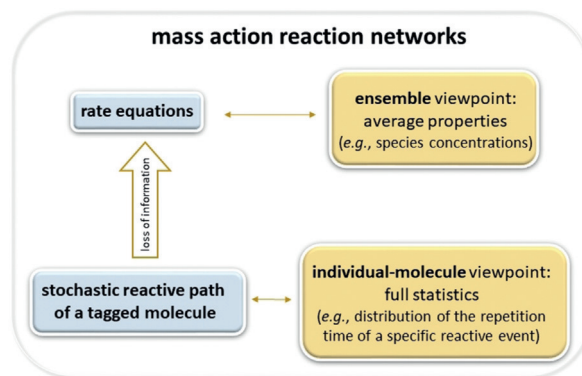 mass action reaction networks
rate equations
ensemble viewpoint:
average properties
(e.g., species concentrations)
loss of information
stochastic reactive path
of a tagged molecule
individual-molecule viewpoint:
full statistics
(e.g., distribution of the repetition
time of a specific reactive event)